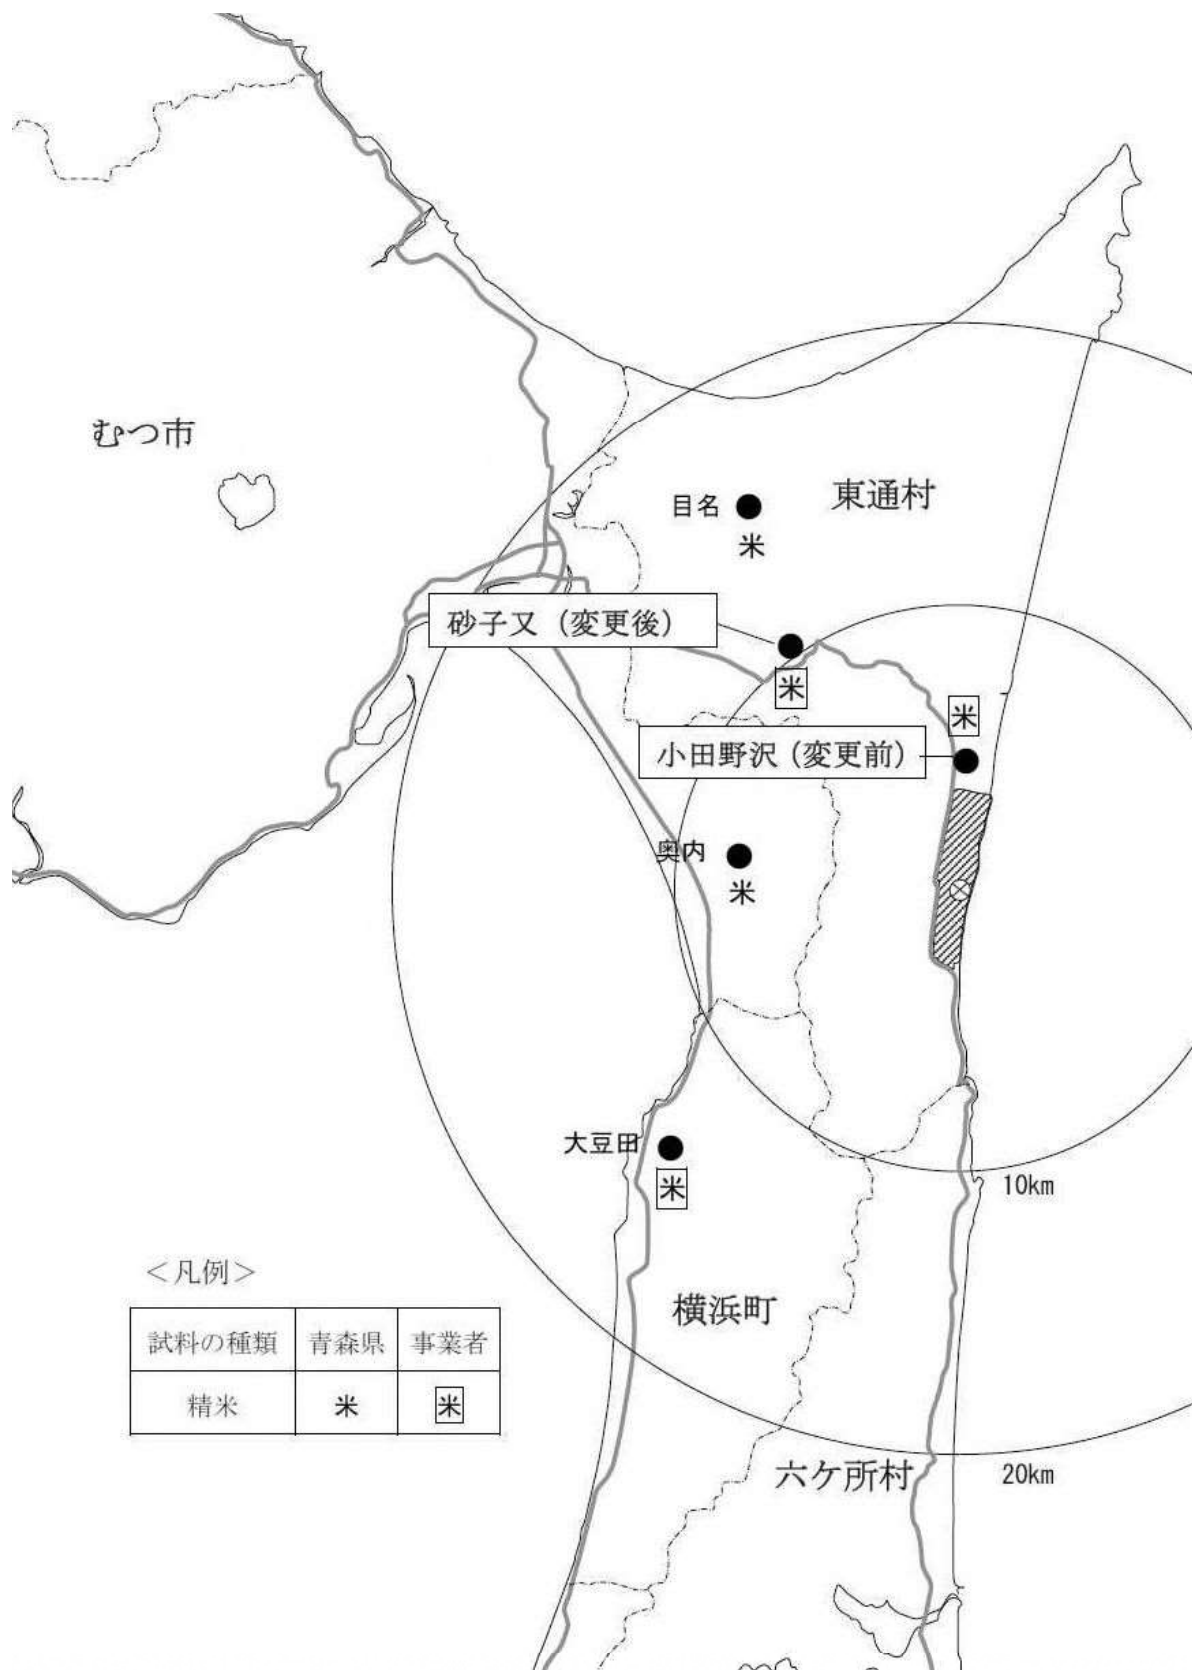 むつ市
目名
東通村
米
砂子又（変更後）
米
米
小田野沢（変更前）
奥内
米
大豆田
米
10km
＜凡例＞
横浜町
試料の種類 青森県 事業者
精米 米 米
六ケ所村
20km